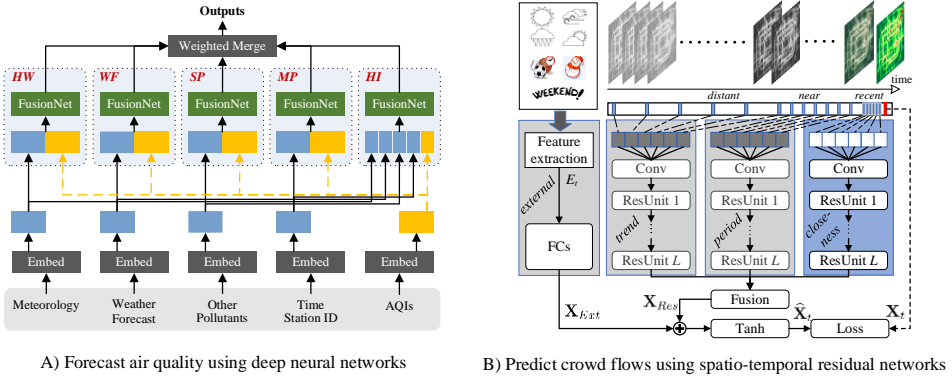 Outputs
Weighted Merge
HW
WF
SP
MP
HI
FusionNet
FusionNet
FusionNet
FusionNet
FusionNet
Embed
Embed
Embed
Embed
Embed
Meteorology
Weather
Forecast
Other
Pollutants
Time
Station ID
AQIs
A) Forecast air quality using deep neural networks
WEEKEND!
time
distant
near
recent
Feature
extraction
external
E_t
FCs
Conv
ResUnit 1
trend
ResUnit L
Conv
ResUnit 1
period
ResUnit L
Conv
ResUnit 1
close-
ness
ResUnit L
Fusion
X_Res
X_Ext
Tanh
X̂_t
Loss
X_t
B) Predict crowd flows using spatio-temporal residual networks